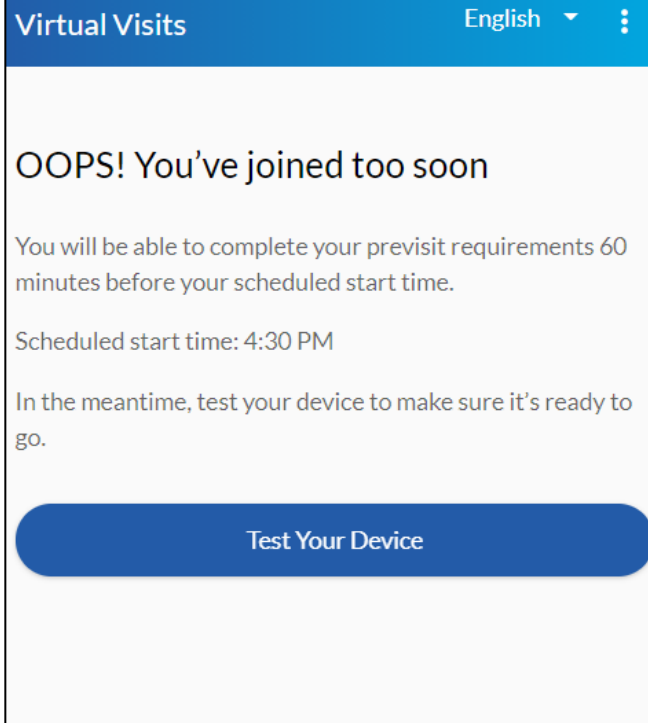 Virtual Visits
English
OOPS! You’ve joined too soon
You will be able to complete your previsit requirements 60
minutes before your scheduled start time.
Scheduled start time: 4:30 PM
In the meantime, test your device to make sure it’s ready to
go.
Test Your Device